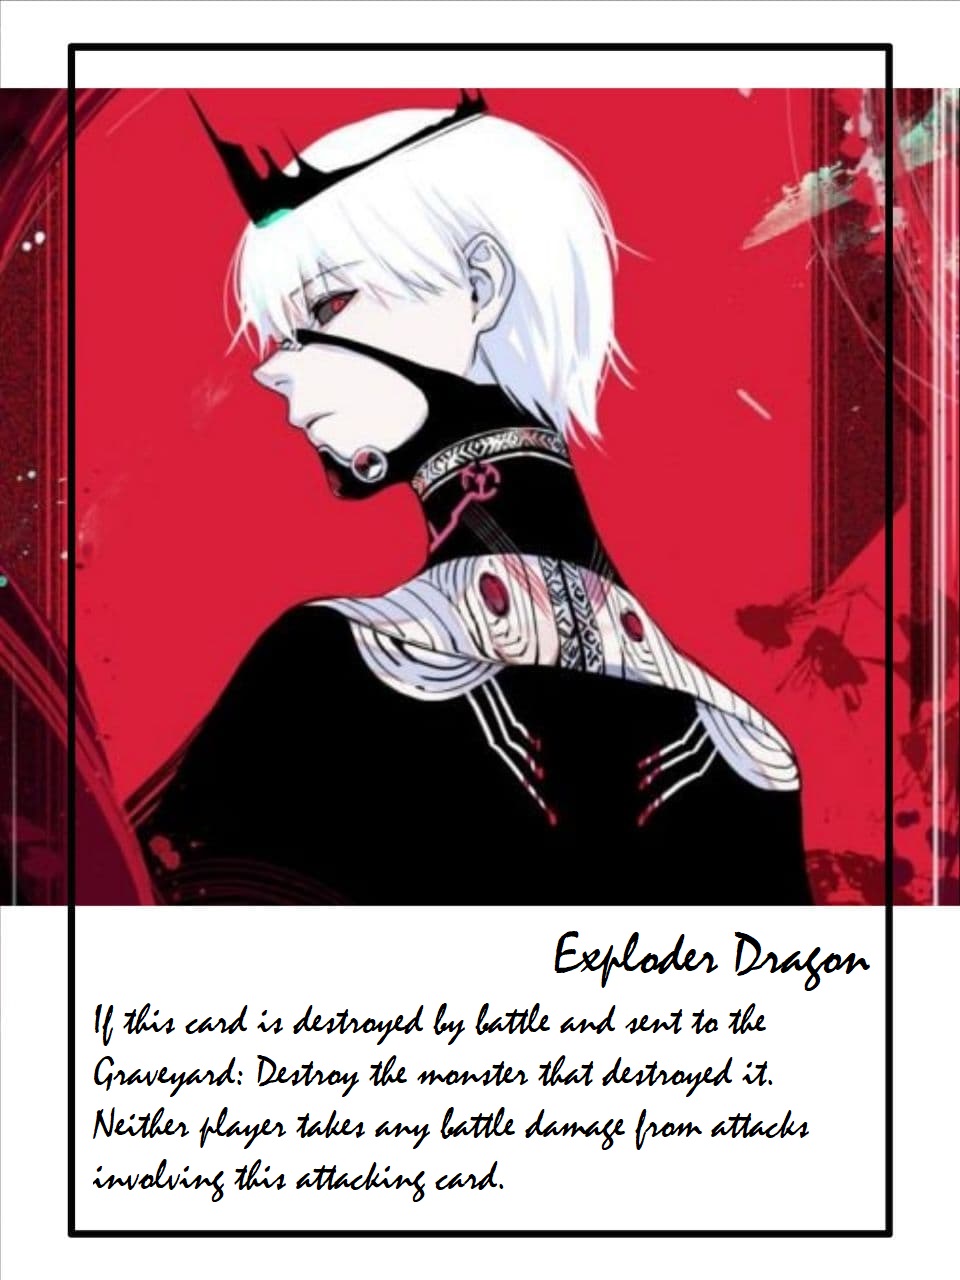 Exploder Dragon
If this card is destroyed by battle and sent to the
Graveyard: Destroy the monster that destroyed it.
Neither player takes any battle damage from attacks
involving this attacking card.